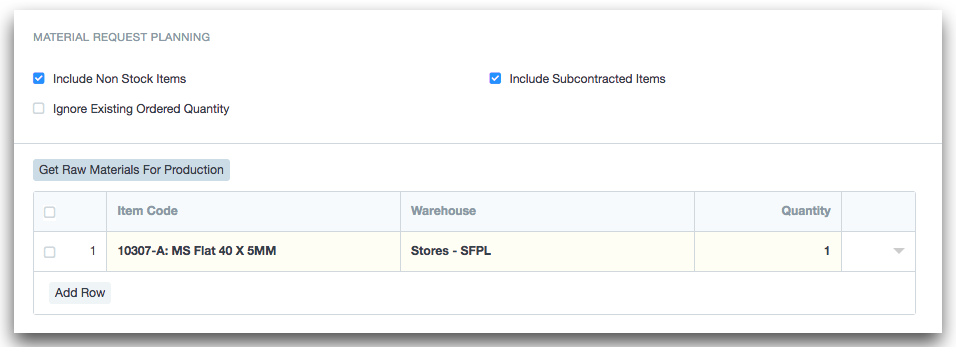 MATERIAL REQUEST PLANNING
Include Non Stock Items
Include Subcontracted Items
Ignore Existing Ordered Quantity
Get Raw Materials For Production
Item Code Warehouse Quantity
1 10307-A: MS Flat 40 X 5MM Stores - SFPL 1
Add Row